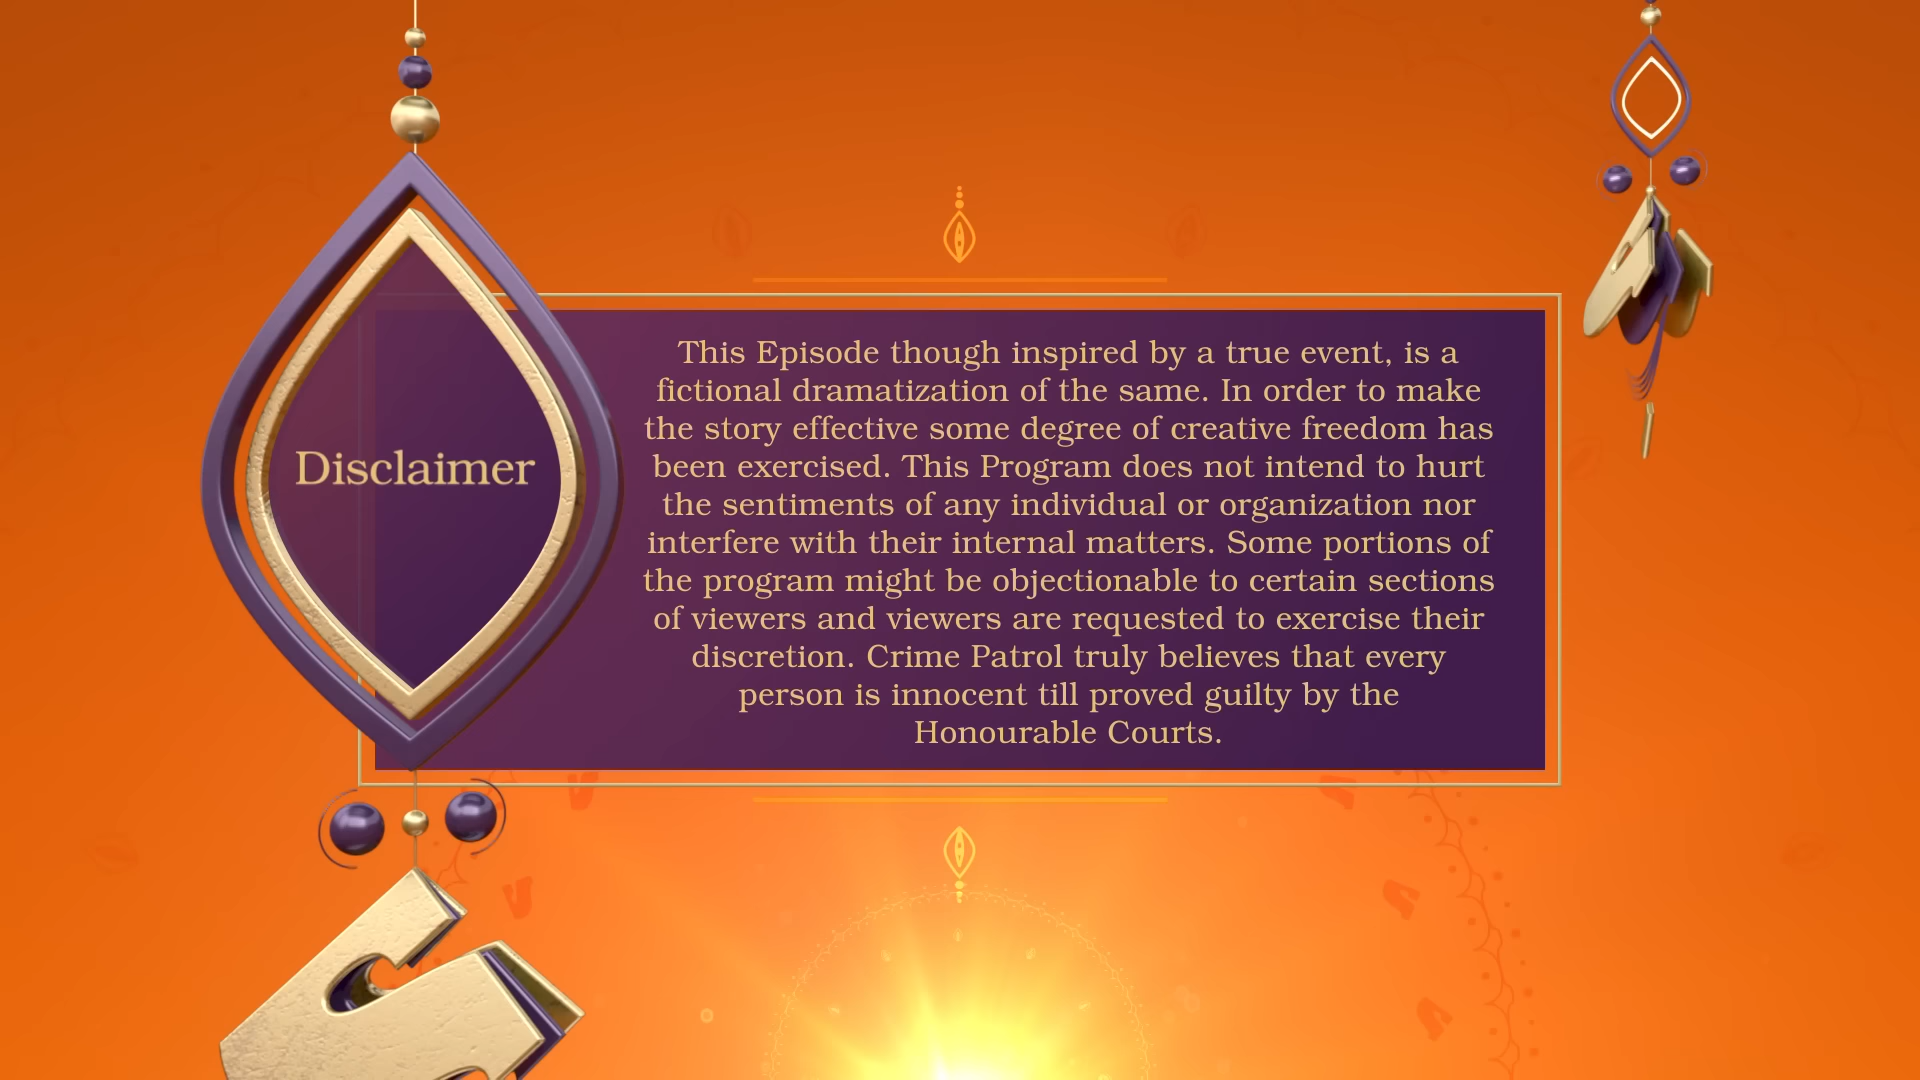 Disclaimer
This Episode though inspired by a true event, is a
fictional dramatization of the same. In order to make
the story effective some degree of creative freedom has
been exercised. This Program does not intend to hurt
the sentiments of any individual or organization nor
interfere with their internal matters. Some portions of
the program might be objectionable to certain sections
of viewers and viewers are requested to exercise their
discretion. Crime Patrol truly believes that every
person is innocent till proved guilty by the
Honourable Courts.